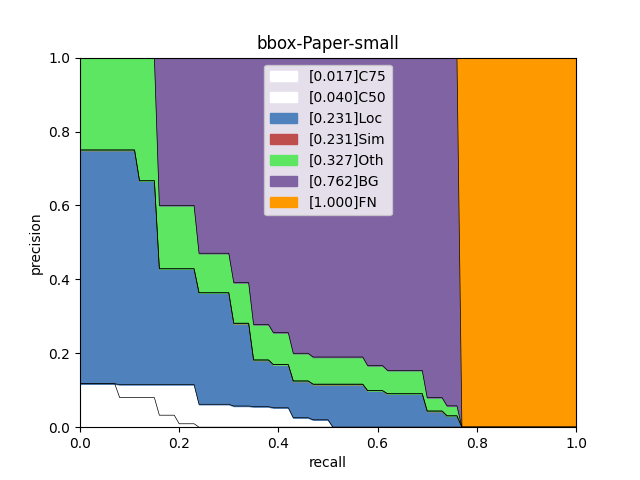 bbox-Paper-small
[0.017]C75
[0.040]C50
[0.231]Loc
[0.231]Sim
[0.327]Oth
[0.762]BG
[1.000]FN
precision
1.0
0.8
0.6
0.4
0.2
0.0
0.0 0.2 0.4 0.6 0.8 1.0
recall